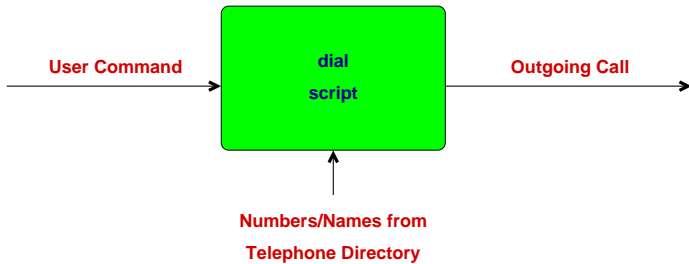 User Command
dial
script
Outgoing Call
Numbers/Names from
Telephone Directory